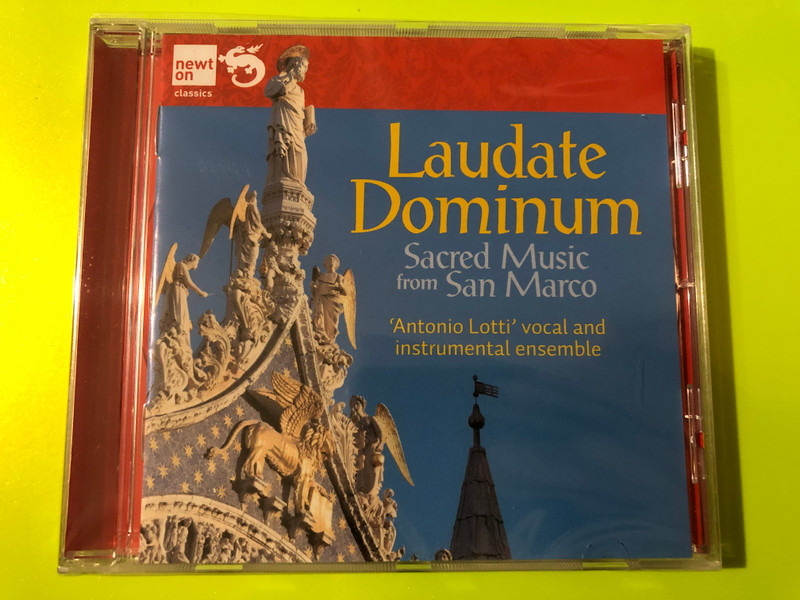 newt
on
classics
Laudate
Dominum
Sacred Music
from San Marco
‘Antonio Lotti’ vocal and
instrumental ensemble